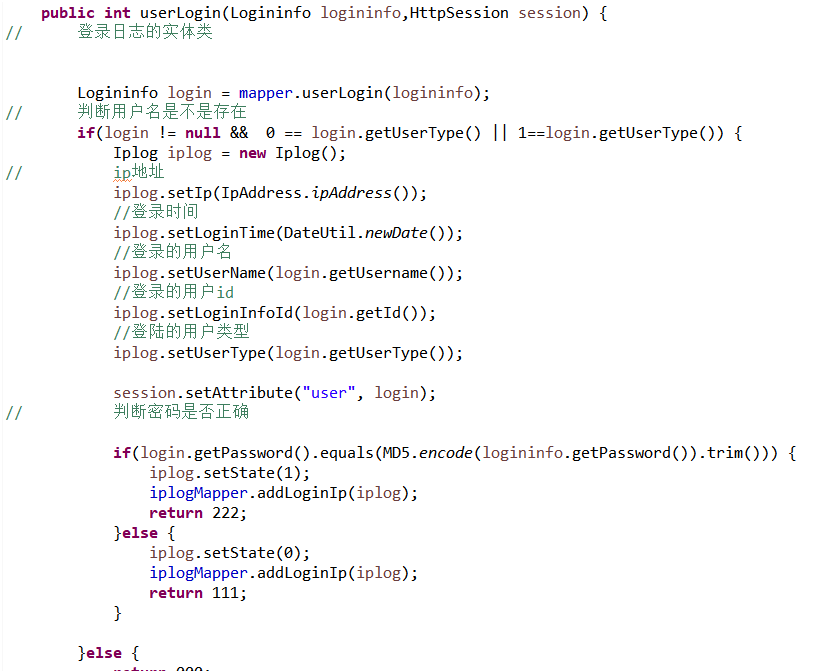 public int userLogin(Logininfo logininfo,HttpSession session) {
//      登录日志的实体类
Logininfo login = mapper.userLogin(logininfo);
//      判断用户名是不是存在
if(login != null &&  0 == login.getUserType() || 1==login.getUserType()) {
Iplog iplog = new Iplog();
//          ip地址
iplog.setIp(IpAddress.ipAddress());
//登录时间
iplog.setLoginTime(DateUtil.newDate());
//登录的用户名
iplog.setUserName(login.getUsername());
//登录的用户id
iplog.setLoginInfoId(login.getId());
//登陆的用户类型
iplog.setUserType(login.getUserType());
session.setAttribute("user", login);
//          判断密码是否正确
if(login.getPassword().equals(MD5.encode(logininfo.getPassword()).trim())) {
iplog.setState(1);
iplogMapper.addLoginIp(iplog);
return 222;
}else {
iplog.setState(0);
iplogMapper.addLoginIp(iplog);
return 111;
}
}else {